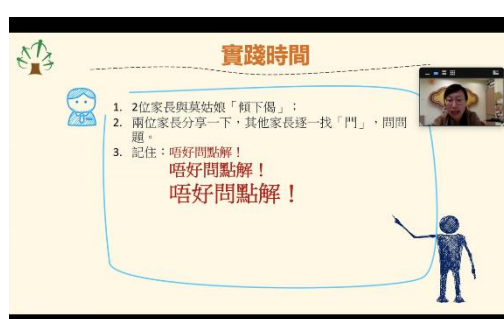 實踐時間
1. 2位家長與莫姑娘「傾下偈」；
2. 兩位家長分享一下，其他家長逐一找「門」，問問
題。
3. 記住：唔好問點解！
唔好問點解！
唔好問點解！